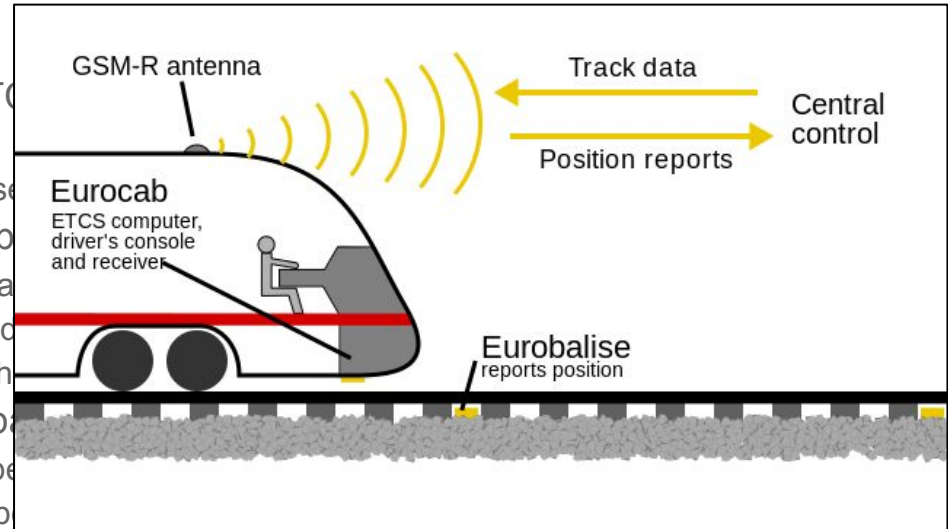 GSM-R antenna
Track data
Central
control
Position reports
Eurocab
ETCS computer,
driver's console
and receiver
Eurobalise
reports position